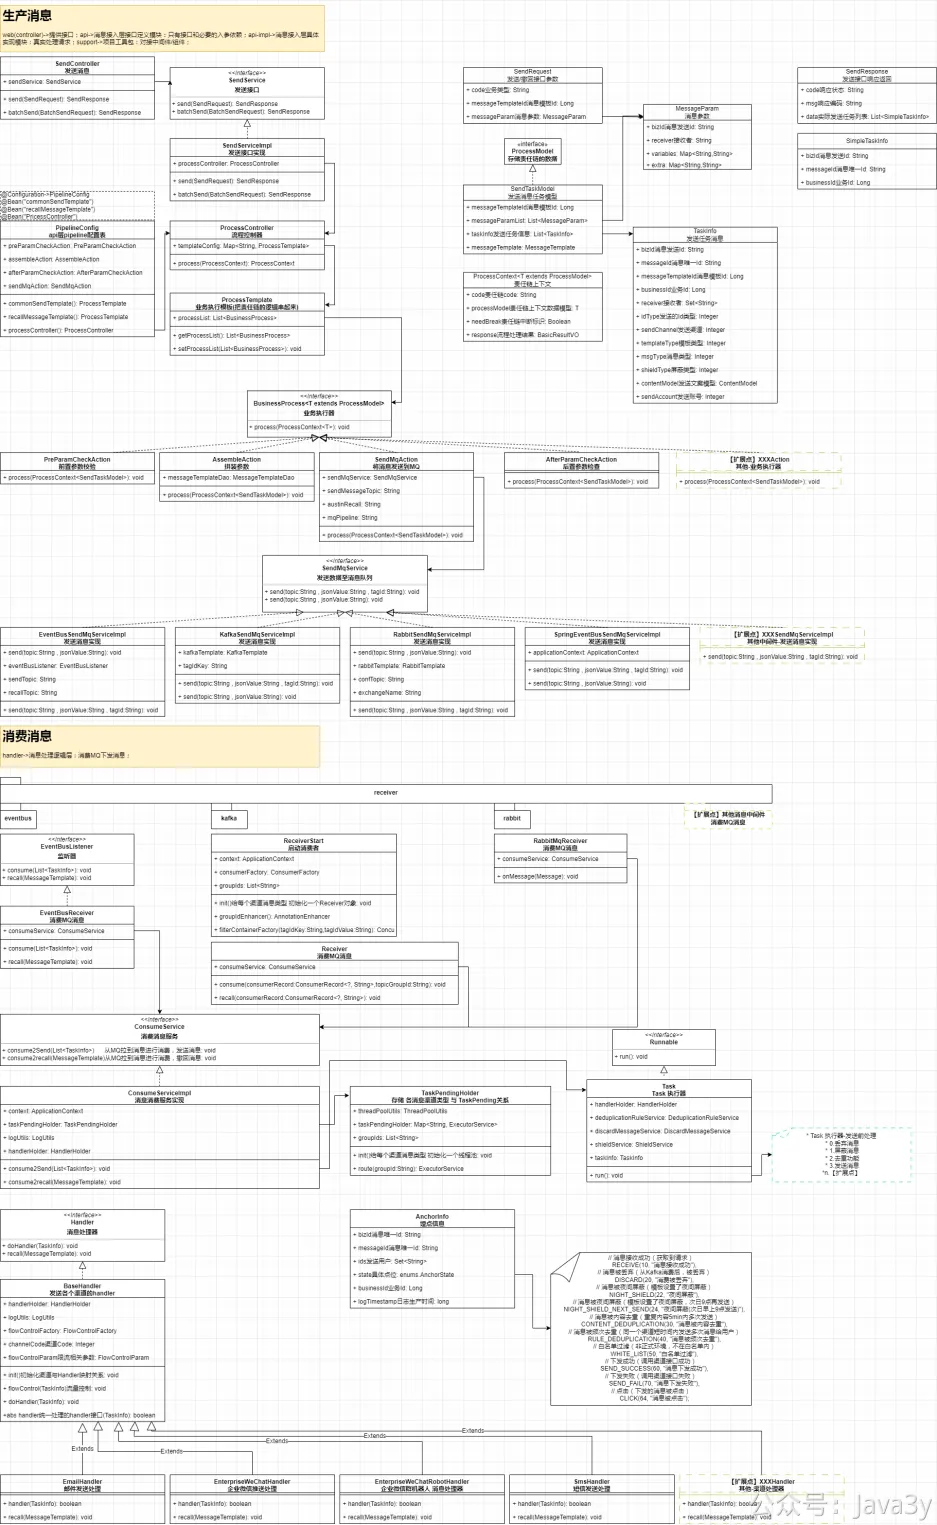 生产消息
web(controller)->提供接口；api->消息接入层接口定义模块；只有接口和必要的入参依赖；api-impl->消息接入层具体
实现模块；真实处理请求；support->项目工具包；对接中间件/组件；
SendController
发送消息
+ sendService: SendService
+ send(SendRequest): SendResponse
+ batchSend(BatchSendRequest): SendResponse
<<Interface>>
SendService
发送接口
+ send(SendRequest): SendResponse
+ batchSend(BatchSendRequest): SendResponse
SendServiceImpl
发送接口实现
+ processController: ProcessController
+ send(SendRequest): SendResponse
+ batchSend(BatchSendRequest): SendResponse
@Configuration->PipelineConfig
@Bean("commonSendTemplate")
@Bean("recallMessageTemplate")
PipelineConfig
api层pipeline配置类
+ preParamCheckAction: PreParamCheckAction
+ assembleAction: AssembleAction
+ afterParamCheckAction: AfterParamCheckAction
+ sendMqAction: SendMqAction
+ commonSendTemplate(): ProcessTemplate
+ recallMessageTemplate(): ProcessTemplate
+ processController(): ProcessController
ProcessController
流程控制器
+ templateConfig: Map<String, ProcessTemplate>
+ process(ProcessContext): ProcessContext
ProcessTemplate
业务执行模板(把责任链的逻辑串起来)
+ processList: List<BusinessProcess>
+ getProcessList(): List<BusinessProcess>
+ setProcessList(List<BusinessProcess>): void
SendRequest
发送/撤回接口参数
+ code业务类型: String
+ messageTemplateId消息模板Id: Long
+ messageParam消息参数: MessageParam
MessageParam
消息参数
+ bizId消息发送Id: String
+ receiver接收者: String
+ variables: Map<String,String>
+ extra: Map<String,String>
SendResponse
发送接口响应返回
+ code响应状态: String
+ msg响应编码: String
+ data实际发送任务列表: List<SimpleTaskInfo>
SimpleTaskInfo
+ bizId消息发送Id: String
+ messageId消息唯一Id: String
+ businessId业务Id: Long
<<interface>>
ProcessModel
存储责任链的数据
SendTaskModel
发送消息任务模型
+ messageTemplateId消息模板Id: Long
+ messageParamList: List<MessageParam>
+ taskInfo发送任务信息: List<TaskInfo>
+ messageTemplate: MessageTemplate
ProcessContext<T extends ProcessModel>
责任链上下文
+ code责任链code: String
+ processModel责任链上下文数据模型: T
+ needBreak责任链中断标识: Boolean
+ response流程处理结果: BasicResultVO
TaskInfo
发送任务消息
+ bizId消息发送Id: String
+ messageId消息唯一Id: String
+ messageTemplateId消息模板Id: Long
+ businessId业务Id: Long
+ receiver接收者: Set<String>
+ idType发送的Id类型: Integer
+ sendChannel发送渠道: Integer
+ templateType模板类型: Integer
+ msgType消息类型: Integer
+ shieldType屏蔽类型: Integer
+ contentModel发送文案模型: ContentModel
+ sendAccount发送账号: Integer
<<Interface>>
BusinessProcess<T extends ProcessModel>
业务执行器
+ process(ProcessContext<T>): void
PreParamCheckAction
前置参数校验
+ process(ProcessContext<SendTaskModel>): void
AssembleAction
拼装参数
+ messageTemplateDao: MessageTemplateDao
+ process(ProcessContext<SendTaskModel>): void
SendMqAction
将消息发送到MQ
+ sendMqService: SendMqService
+ sendMessageTopic: String
+ austinRecall: String
+ mqPipeline: String
+ process(ProcessContext<SendTaskModel>): void
AfterParamCheckAction
后置参数检查
+ process(ProcessContext<SendTaskModel>): void
【扩展点】XXXAction
其他-业务执行器
+ process(ProcessContext<SendTaskModel>): void
<<Interface>>
SendMqService
发送数据至消息队列
+ send(topic:String , jsonValue:String , tagId:String): void
+ send(topic:String , jsonValue:String): void
EventBusSendMqServiceImpl
发送消息实现
+ send(topic:String , jsonValue:String): void
+ eventBusListener: EventBusListener
+ sendTopic: String
+ recallTopic: String
+ send(topic:String , jsonValue:String , tagId:String): void
KafkaSendMqServiceImpl
发送消息实现
+ kafkaTemplate: KafkaTemplate
+ tagIdKey: String
+ send(topic:String , jsonValue:String , tagId:String): void
+ send(topic:String , jsonValue:String): void
RabbitSendMqServiceImpl
发送消息实现
+ send(topic:String , jsonValue:String): void
+ rabbitTemplate: RabbitTemplate
+ confTopic: String
+ exchangeName: String
+ send(topic:String , jsonValue:String , tagId:String): void
SpringEventBusSendMqServiceImpl
发送消息实现
+ applicationContext: ApplicationContext
+ send(topic:String , jsonValue:String , tagId:String): void
+ send(topic:String , jsonValue:String): void
【扩展点】XXXSendMqServiceImpl
其他中间件-发送消息实现
+ send(topic:String , jsonValue:String , tagId:String): void
消费消息
handler->消息处理逻辑层；消费MQ下发消息；
receiver
eventbus
kafka
rabbit
【扩展点】其他消息中间件
消费MQ消息
<<Interface>>
EventBusListener
监听器
+ consume(List<TaskInfo>): void
+ recall(MessageTemplate): void
EventBusReceiver
消费MQ消息
+ consumeService: ConsumeService
+ consume(List<TaskInfo>): void
+ recall(MessageTemplate): void
ReceiverStart
启动消费者
+ context: ApplicationContext
+ consumerFactory: ConsumerFactory
+ groupIds: List<String>
+ init()给每个渠道消息类型 初始化一个Receiver对象: void
+ groupIdEnhancer(): AnnotationEnhancer
+ filterContainerFactory(tagIdKey:String,tagIdValue:String): Concu
Receiver
消费MQ消息
+ consumeService: ConsumeService
+ consume(consumerRecord:ConsumerRecord<?, String>,topicGroupId:String): void
+ recall(consumerRecord:ConsumerRecord<?, String>): void
RabbitMqReceiver
消费MQ消息
+ consumeService: ConsumeService
+ onMessage(Message): void
<<Interface>>
ConsumeService
消费消息服务
+ consume2Send(List<TaskInfo>) 从MQ拉到消息进行消费，发送消息: void
+ consume2recall(MessageTemplate)从MQ拉到消息进行消费，撤回消息: void
ConsumeServiceImpl
消息消费服务实现
+ context: ApplicationContext
+ taskPendingHolder: TaskPendingHolder
+ logUtils: LogUtils
+ handlerHolder: HandlerHolder
+ consume2Send(List<TaskInfo>): void
+ consume2recall(MessageTemplate): void
TaskPendingHolder
存储 各消息渠道类型 与 TaskPending关系
+ threadPoolUtils: ThreadPoolUtils
+ taskPendingHolder: Map<String, ExecutorService>
+ groupIds: List<String>
+ init()给每个渠道消息类型 初始化一个线程池: void
+ route(groupId:String): ExecutorService
<<Interface>>
Runnable
+ run(): void
Task
Task 执行器
+ handlerHolder: HandlerHolder
+ deduplicationRuleService: DeduplicationRuleService
+ discardMessageService: DiscardMessageService
+ shieldService: ShieldService
+ taskInfo: TaskInfo
+ run(): void
* Task 执行器-发送前处理
* 0.丢弃消息
* 1.屏蔽消息
* 2.去重功能
* 3.发送消息
*n.【扩展点】
<<Interface>>
Handler
消息处理器
+ doHandler(TaskInfo): void
+ recall(MessageTemplate): void
BaseHandler
发送各个渠道的handler
+ handlerHolder: HandlerHolder
+ logUtils: LogUtils
+ flowControlFactory: FlowControlFactory
+ channelCode渠道Code: Integer
+ flowControlParam限流相关参数: FlowControlParam
+ init()初始化渠道与Handler映射关系: void
+ flowControl(TaskInfo)流量控制: void
+ doHandler(TaskInfo): void
+abs handler统一处理的handler接口(TaskInfo): boolean
AnchorInfo
埋点信息
+ bizId消息唯一Id: String
+ messageId消息唯一Id: String
+ ids发送用户: Set<String>
+ state具体点位: enums.AnchorState
+ businessId业务Id: Long
+ logTimestamp日志生产时间: long
// 消息接收成功（获取到请求）
RECEIVE(10, "消息接收成功"),
// 消息被丢弃（从Kafka消费后，被丢弃）
DISCARD(20, "消费被丢弃"),
// 消息被夜间屏蔽（模板设置了夜间屏蔽）
NIGHT_SHIELD(22, "夜间屏蔽"),
// 消息被夜间屏蔽（模板设置了夜间屏蔽，次日9点再发送）
NIGHT_SHIELD_NEXT_SEND(24, "夜间屏蔽(次日早上9点发送)"),
// 消息被内容去重（重复内容5min内多次发送）
CONTENT_DEDUPLICATION(30, "消息被内容去重"),
// 消息被频次去重（同一个渠道短时间内发送多次消息给用户）
RULE_DEDUPLICATION(40, "消息被频次去重"),
// 白名单过滤（非正式环境，不在白名单内）
WHITE_LIST(50, "白名单过滤"),
// 下发成功（调用渠道接口成功）
SEND_SUCCESS(60, "消息下发成功"),
// 下发失败（调用渠道接口失败）
SEND_FAIL(70, "消息下发失败"),
// 点击（下发的消息被点击）
CLICK(64, "消息被点击";
Extends
Extends
Extends
Extends
Extends
EmailHandler
邮件发送处理
+ handler(TaskInfo): boolean
+ recall(MessageTemplate): void
EnterpriseWeChatHandler
企业微信推送处理
+ handler(TaskInfo): boolean
+ recall(MessageTemplate): void
EnterpriseWeChatRobotHandler
企业微信群机器人 消息处理器
+ handler(TaskInfo): boolean
+ recall(MessageTemplate): void
SmsHandler
短信发送处理
+ handler(TaskInfo): boolean
+ recall(MessageTemplate): void
【扩展点】XXXHandler
其他-渠道处理器
+ handler(TaskInfo): boolean
+ recall(MessageTemplate): void
公众号：Java3y